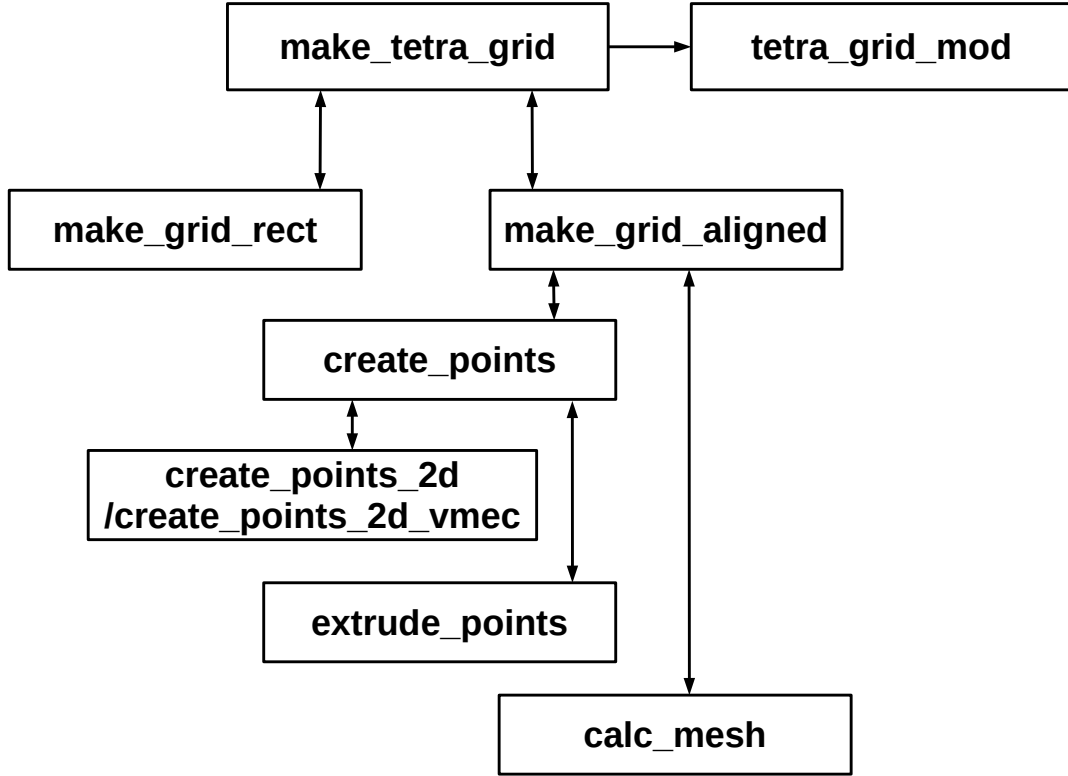 make_tetra_grid
tetra_grid_mod
make_grid_rect
make_grid_aligned
create_points
create_points_2d
/create_points_2d_vmec
extrude_points
calc_mesh